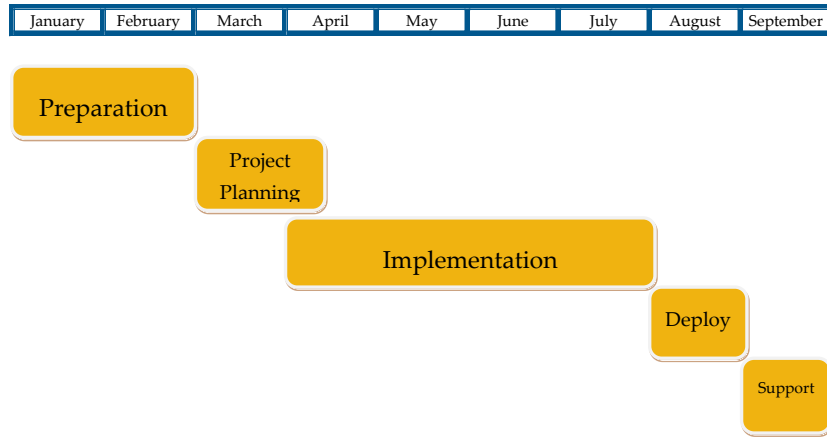 January February March April May June July August September
Preparation
Project
Planning
Implementation
Deploy
Support